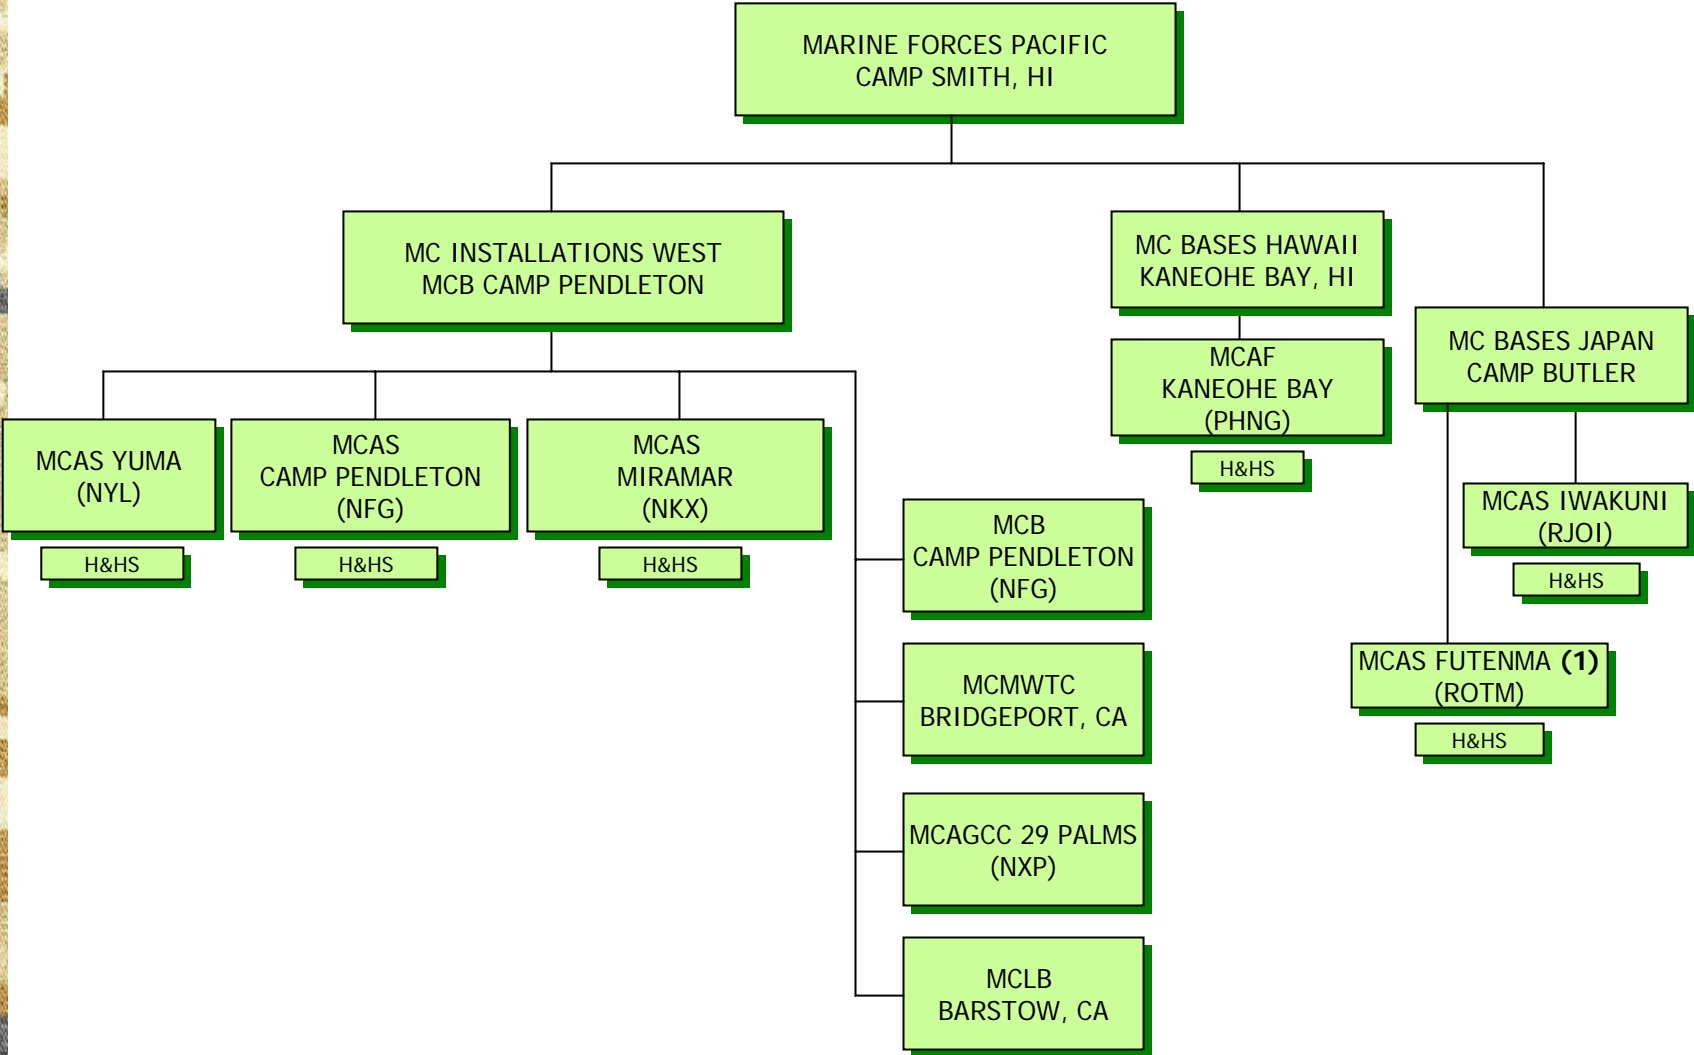 MARINE FORCES PACIFIC
CAMP SMITH, HI
MC INSTALLATIONS WEST
MCB CAMP PENDLETON
MC BASES HAWAII
KANEOHE BAY, HI
MC BASES JAPAN
CAMP BUTLER
MCAF
KANEOHE BAY
(PHNG)
H&HS
MCAS YUMA
(NYL)
H&HS
MCAS
CAMP PENDLETON
(NFG)
H&HS
MCAS
MIRAMAR
(NKX)
H&HS
MCB
CAMP PENDLETON
(NFG)
MCMWTC
BRIDGEPORT, CA
MCAGCC 29 PALMS
(NXP)
MCLB
BARSTOW, CA
MCAS IWAKUNI
(RJOI)
H&HS
MCAS FUTENMA (1)
(ROTM)
H&HS